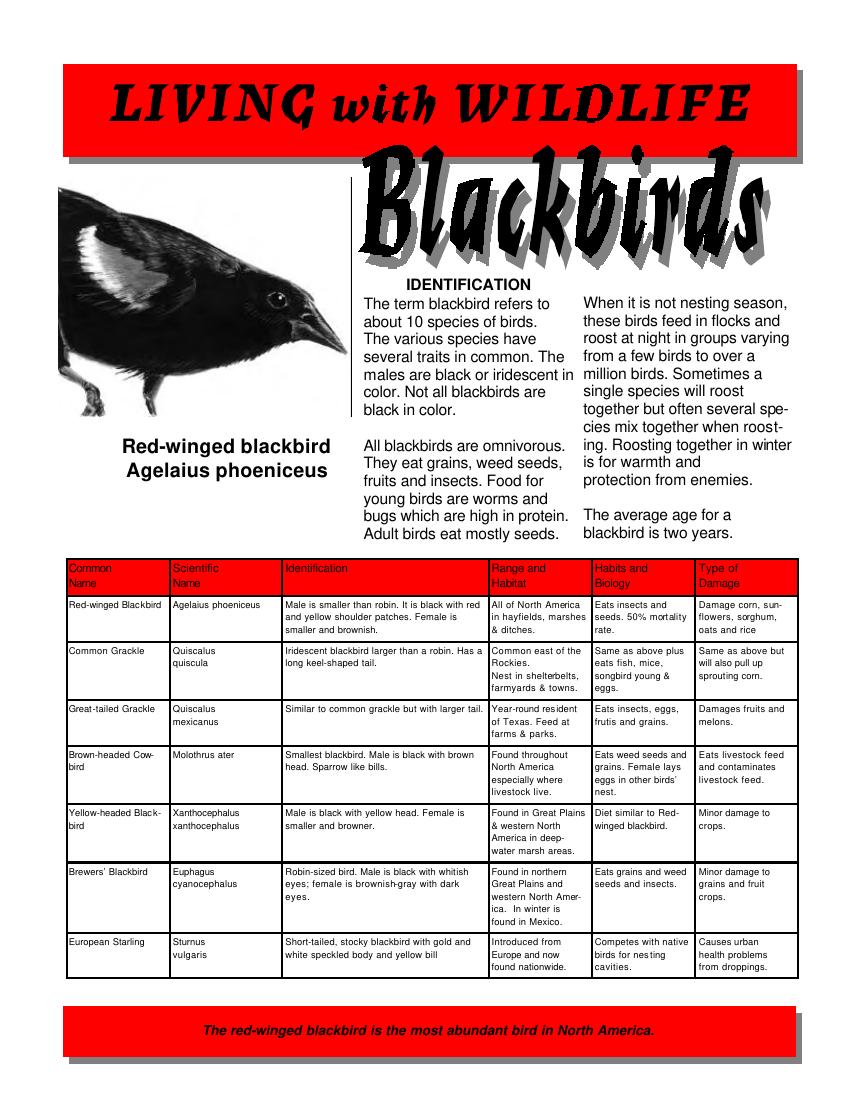 LIVING with WILDLIFE
Blackbirds
Red-winged blackbird
Agelaius phoeniceus
IDENTIFICATION
The term blackbird refers to
about 10 species of birds.
The various species have
several traits in common. The
males are black or iridescent in
color. Not all blackbirds are
black in color.
All blackbirds are omnivorous.
They eat grains, weed seeds,
fruits and insects. Food for
young birds are worms and
bugs which are high in protein.
Adult birds eat mostly seeds.
When it is not nesting season,
these birds feed in flocks and
roost at night in groups varying
from a few birds to over a
million birds. Sometimes a
single species will roost
together but often several spe-
cies mix together when roost-
ing. Roosting together in winter
is for warmth and
protection from enemies.
The average age for a
blackbird is two years.
Common
Name
Scientific
Name
Identification
Range and
Habitat
Habits and
Biology
Type of
Damage
Red-winged Blackbird
Agelaius phoeniceus
Male is smaller than robin. It is black with red
and yellow shoulder patches. Female is
smaller and brownish.
All of North America
in hayfields, marshes
& ditches.
Eats insects and
seeds. 50% mortality
rate.
Damage corn, sun-
flowers, sorghum,
oats and rice
Common Grackle
Quiscalus
quiscula
Iridescent blackbird larger than a robin. Has a
long keel-shaped tail.
Common east of the
Rockies.
Nest in shelterbelts,
farmyards & towns.
Same as above plus
eats fish, mice,
songbird young &
eggs.
Same as above but
will also pull up
sprouting corn.
Great-tailed Grackle
Quiscalus
mexicanus
Similar to common grackle but with larger tail.
Year-round resident
of Texas. Feed at
farms & parks.
Eats insects, eggs,
frutis and grains.
Damages fruits and
melons.
Brown-headed Cow-
bird
Molothrus ater
Smallest blackbird. Male is black with brown
head. Sparrow like bills.
Found throughout
North America
especially where
livestock live.
Eats weed seeds and
grains. Female lays
eggs in other birds'
nest.
Eats livestock feed
and contaminates
livestock feed.
Yellow-headed Black-
bird
Xanthocephalus
xanthocephalus
Male is black with yellow head. Female is
smaller and browner.
Found in Great Plains
& western North
America in deep-
water marsh areas.
Diet similar to Red-
winged blackbird.
Minor damage to
crops.
Brewers' Blackbird
Euphagus
cyanocephalus
Robin-sized bird. Male is black with whitish
eyes; female is brownish-gray with dark
eyes.
Found in northern
Great Plains and
western North Amer-
ica. In winter is
found in Mexico.
Eats grains and weed
seeds and insects.
Minor damage to
grains and fruit
crops.
European Starling
Sturnus
vulgaris
Short-tailed, stocky blackbird with gold and
white speckled body and yellow bill
Introduced from
Europe and now
found nationwide.
Competes with native
birds for nesting
cavities.
Causes urban
health problems
from droppings.
The red-winged blackbird is the most abundant bird in North America.